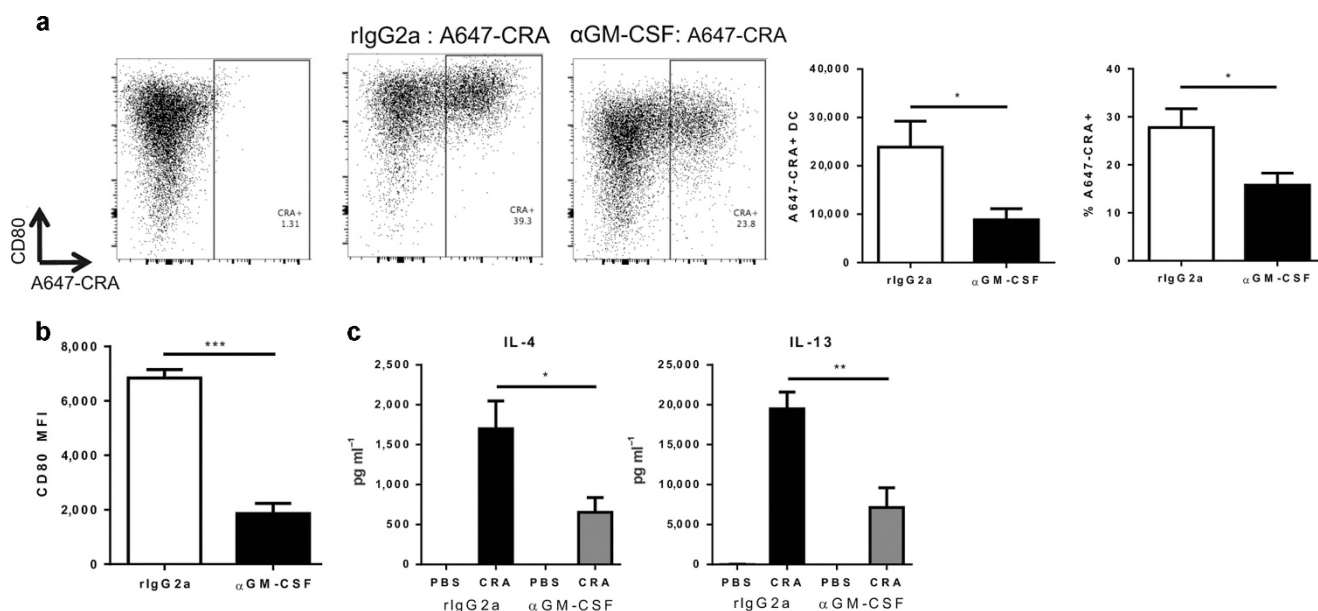 a
rIgG2a : A647-CRA
αGM-CSF: A647-CRA
CD80
A647-CRA
CRA+
1.31
CRA+
39.3
CRA+
23.8
A647-CRA+ DC
40,000
30,000
20,000
10,000
0
*
rIgG2a
αGM-CSF
% A647-CRA+
40
30
20
10
0
*
rIgG2a
αGM-CSF
b
CD80 MFI
8,000
6,000
4,000
2,000
0
***
rIgG2a
αGM-CSF
c
IL-4
pg ml⁻¹
2,500
2,000
1,500
1,000
500
0
*
PBS CRA PBS CRA
rIgG2a αGM-CSF
IL-13
pg ml⁻¹
25,000
20,000
15,000
10,000
5,000
0
**
PBS CRA PBS CRA
rIgG2a αGM-CSF